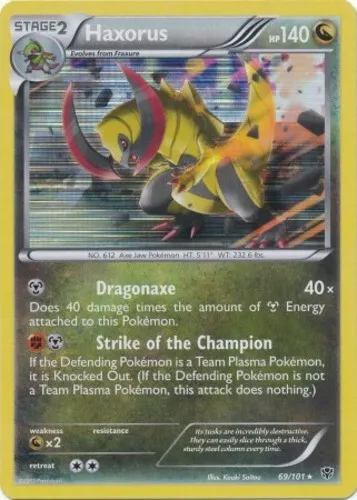 STAGE2
Haxorus
HP140
Evolves from Fraxure
NO. 612 Axe Jaw Pokémon HT: 5'11" WT: 232.6 lbs.
Dragonaxe 40×
Does 40 damage times the amount of Energy
attached to this Pokémon.
Strike of the Champion
If the Defending Pokémon is a Team Plasma Pokémon,
it is Knocked Out. (If the Defending Pokémon is not
a Team Plasma Pokémon, this attack does nothing.)
weakness
×2
resistance
retreat
Its tusks are incredibly destructive.
They can easily slice through a thick,
sturdy steel column every time.
Illus. Kouki Saitou
69/101 ★